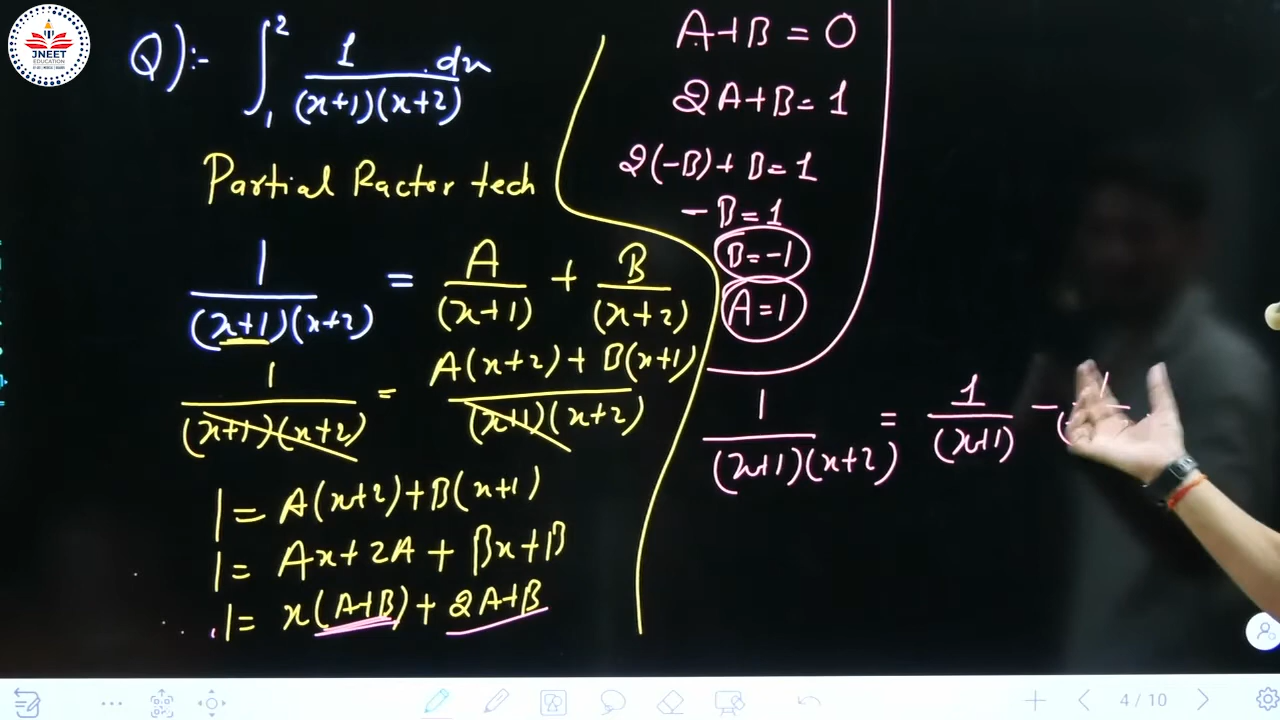 JNEET
EDUCATION
Q):- ∫₁² 1/(x+1)(x+2) .dx
Partial Ractor tech
1/(x+1)(x+2) = A/(x+1) + B/(x+2)
1/(x+1)(x+2) = A(x+2) + B(x+1)/(x+1)(x+2)
1 = A(x+2)+B(x+1)
1 = Ax+2A + Bx+B
1 = x(A+B) + 2A+B
A+B = 0
2A+B = 1
2(-B) + B = 1
-B = 1
B = -1
A = 1
1/(x+1)(x+2) = 1/(x+1) -
4 / 10